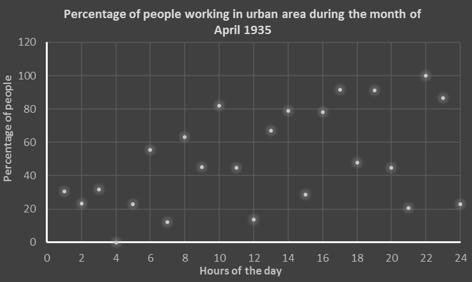 Percentage of people working in urban area during the month of
April 1935
120
100
80
60
40
20
0
Percentage of people
0 2 4 6 8 10 12 14 16 18 20 22 24
Hours of the day